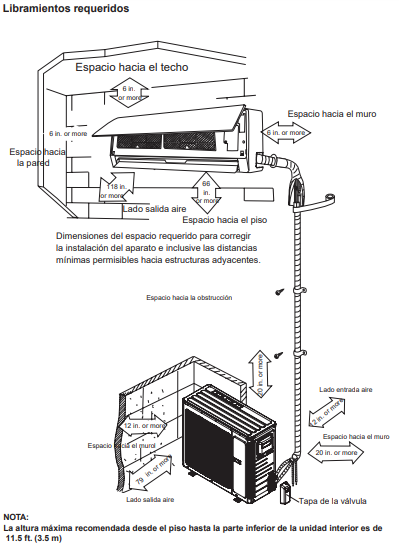 Libramientos requeridos
Espacio hacia el techo
6 in.
or more
Espacio hacia el muro
6 in. or more
6 in. or more
Espacio hacia
la pared
118 in.
or more
66
in.
or more
Lado salida aire
Espacio hacia el piso
Dimensiones del espacio requerido para corregir
la instalación del aparato e inclusive las distancias
mínimas permisibles hacia estructuras adyacentes.
Espacio hacia la obstrucción
20 in. or more
Lado entrada aire
12 in. or more
12 in. or more
Espacio hacia el muro
Espacio hacia el murol
20 in. or more
79 in. or more
Lado salida aire
Tapa de la válvula
NOTA:
La altura máxima recomendada desde el piso hasta la parte inferior de la unidad interior es de
11.5 ft. (3.5 m)